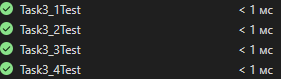 Task3_1Test < 1 мс
Task3_2Test < 1 мс
Task3_3Test < 1 мс
Task3_4Test < 1 мс